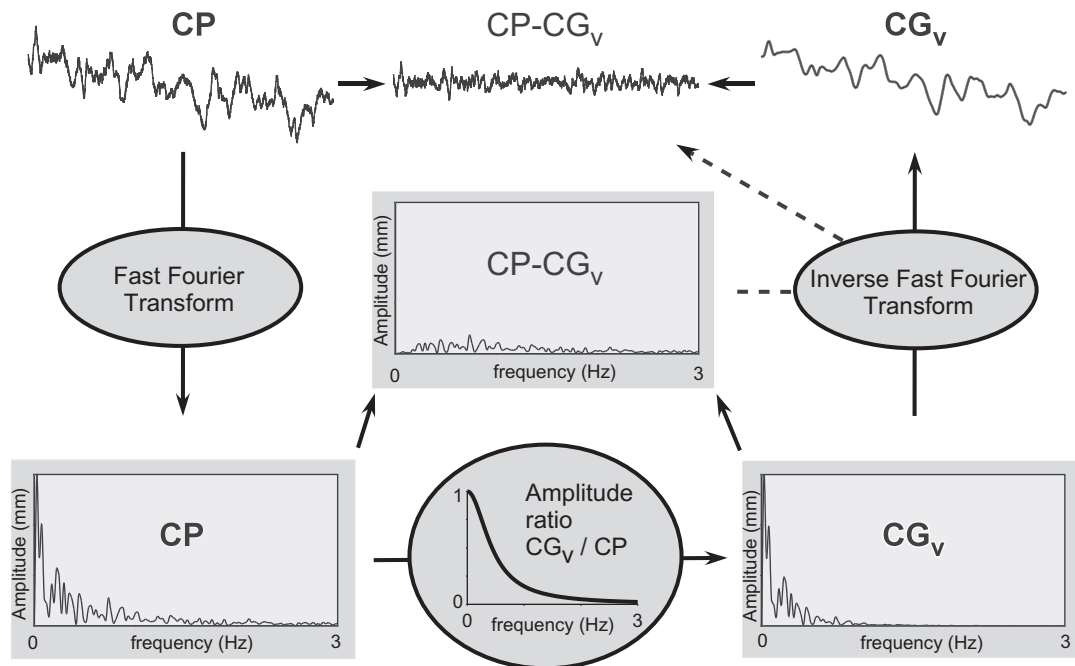 CP
CP-CGv
CGv
Fast Fourier
Transform
Amplitude (mm)
CP-CGv
0
frequency (Hz)
3
Inverse Fast Fourier
Transform
Amplitude (mm)
CP
0
frequency (Hz)
3
1
0
Amplitude
ratio
CGv / CP
0
3
frequency (Hz)
Amplitude (mm)
CGv
0
frequency (Hz)
3